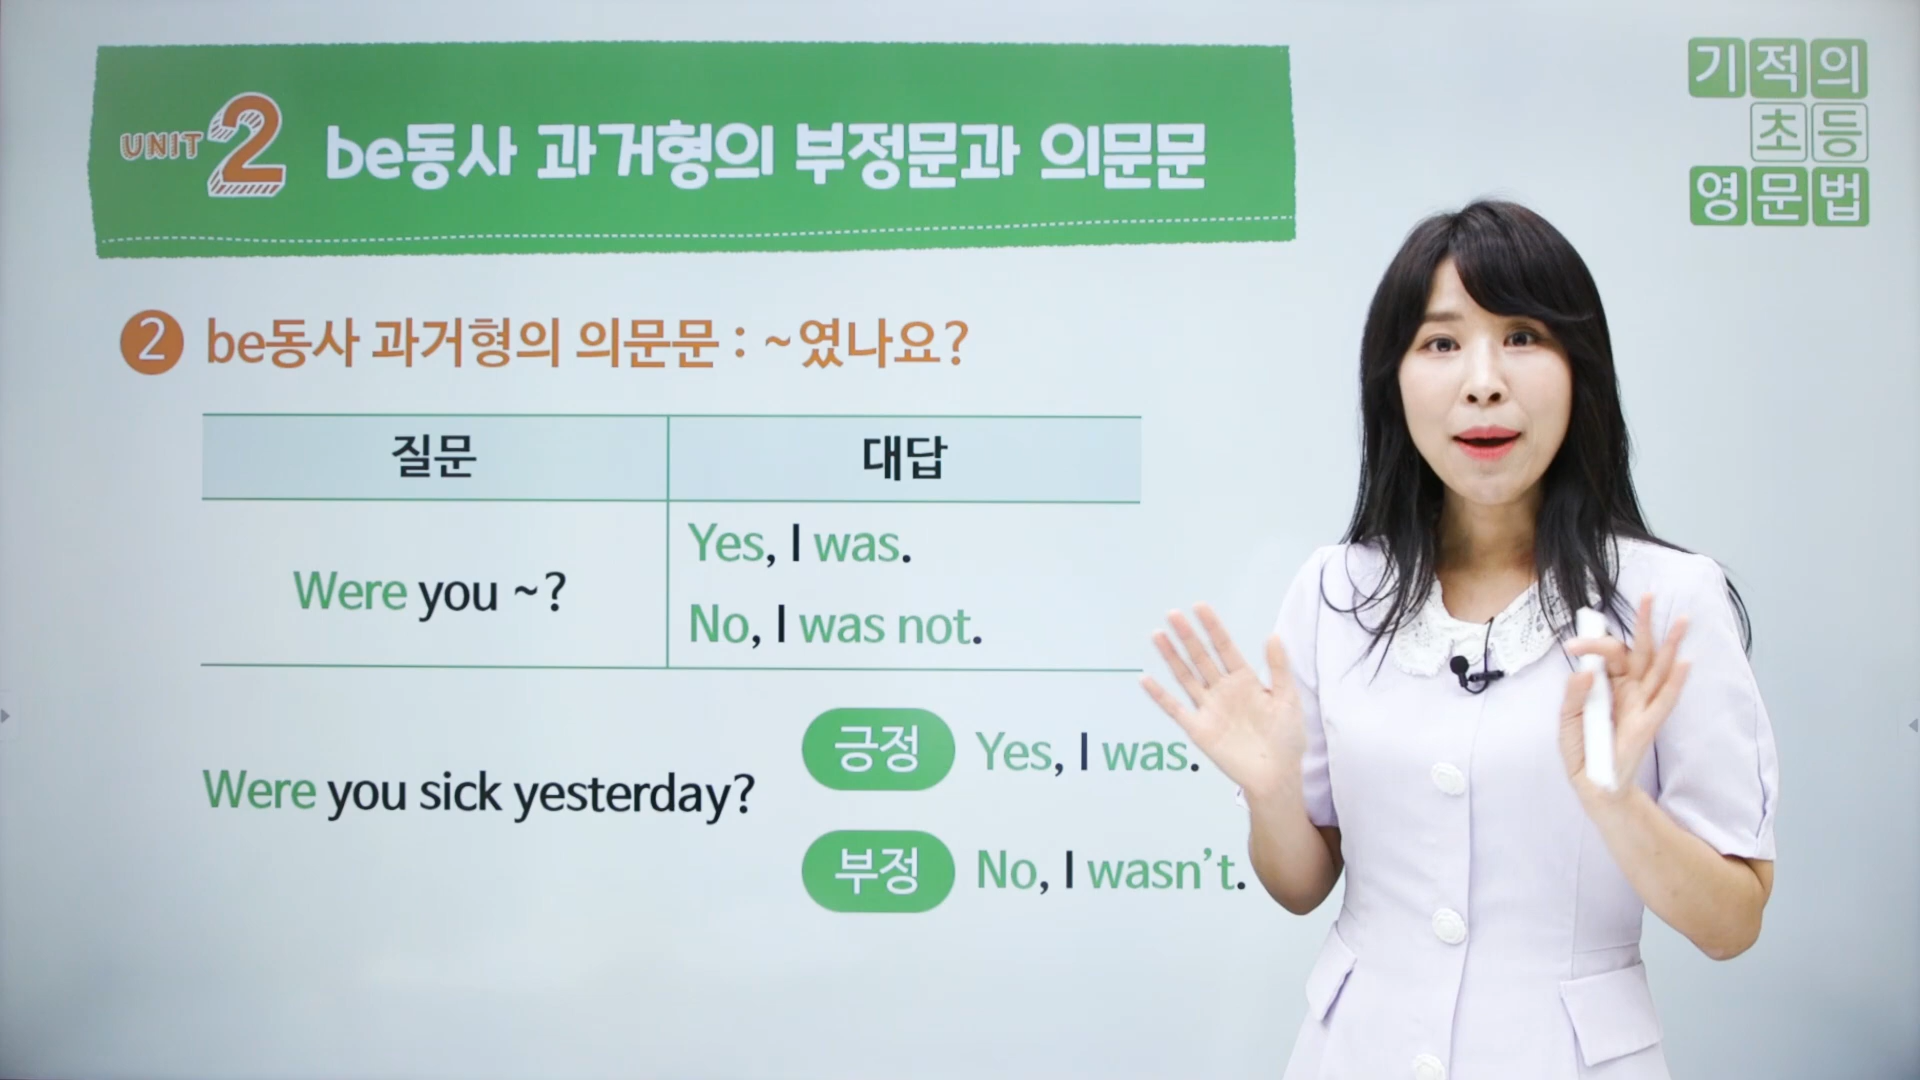 UNIT 2 be동사 과거형의 부정문과 의문문
기적의
초등
영문법
2 be동사 과거형의 의문문 : ~였나요?
질문 대답
Were you ~?
Yes, I was.
No, I was not.
Were you sick yesterday?
긍정 Yes, I was.
부정 No, I wasn't.